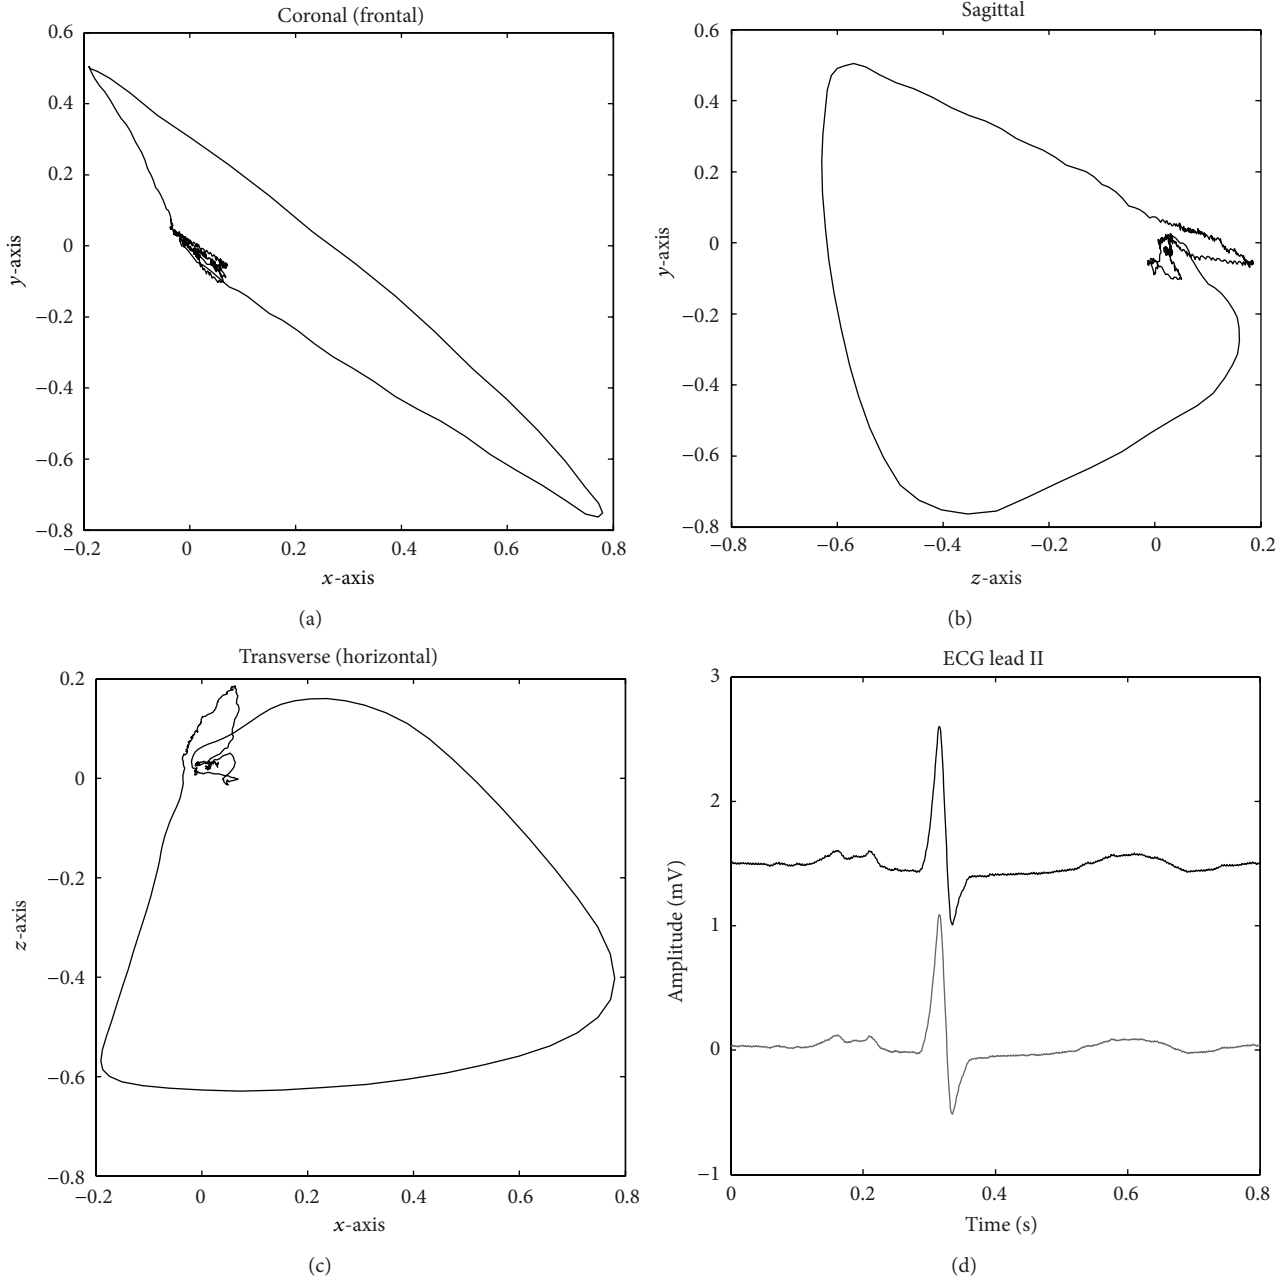 Coronal (frontal)
0.6
0.4
0.2
0
−0.2
−0.4
−0.6
−0.8
y-axis
−0.2 0 0.2 0.4 0.6 0.8
x-axis
(a)
Sagittal
0.6
0.4
0.2
0
−0.2
−0.4
−0.6
−0.8
y-axis
−0.8 −0.6 −0.4 −0.2 0 0.2
z-axis
(b)
Transverse (horizontal)
0.2
0
−0.2
−0.4
−0.6
−0.8
z-axis
−0.2 0 0.2 0.4 0.6 0.8
x-axis
(c)
ECG lead II
3
2
1
0
−1
Amplitude (mV)
0 0.2 0.4 0.6 0.8
Time (s)
(d)